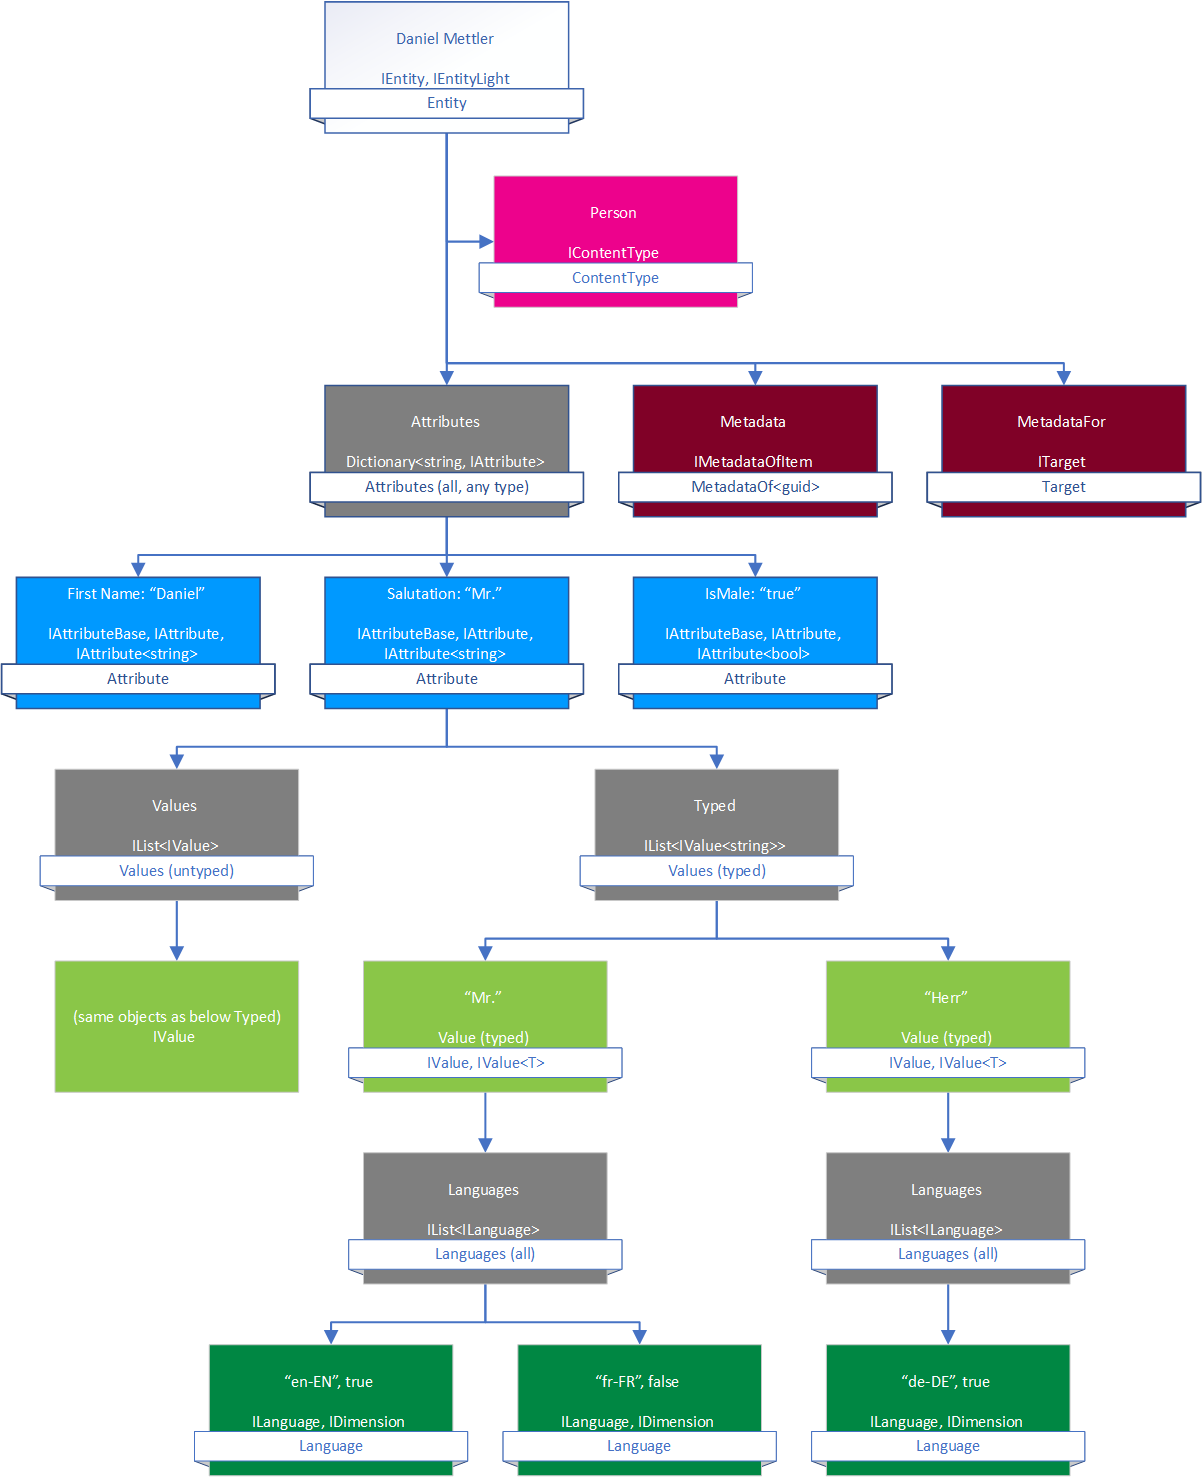 Daniel Mettler
IEntity, IEntityLight
Entity
Person
IContentType
ContentType
Attributes
Dictionary<string, IAttribute>
Attributes (all, any type)
Metadata
IMetadataOfItem
MetadataOf<guid>
MetadataFor
ITarget
Target
First Name: “Daniel”
IAttributeBase, IAttribute,
IAttribute<string>
Attribute
Salutation: “Mr.”
IAttributeBase, IAttribute,
IAttribute<string>
Attribute
IsMale: “true”
IAttributeBase, IAttribute,
IAttribute<bool>
Attribute
Values
IList<IValue>
Values (untyped)
Typed
IList<IValue<string>>
Values (typed)
(same objects as below Typed)
IValue
“Mr.”
Value (typed)
IValue, IValue<T>
“Herr”
Value (typed)
IValue, IValue<T>
Languages
IList<ILanguage>
Languages (all)
Languages
IList<ILanguage>
Languages (all)
“en-EN”, true
ILanguage, IDimension
Language
“fr-FR”, false
ILanguage, IDimension
Language
“de-DE”, true
ILanguage, IDimension
Language